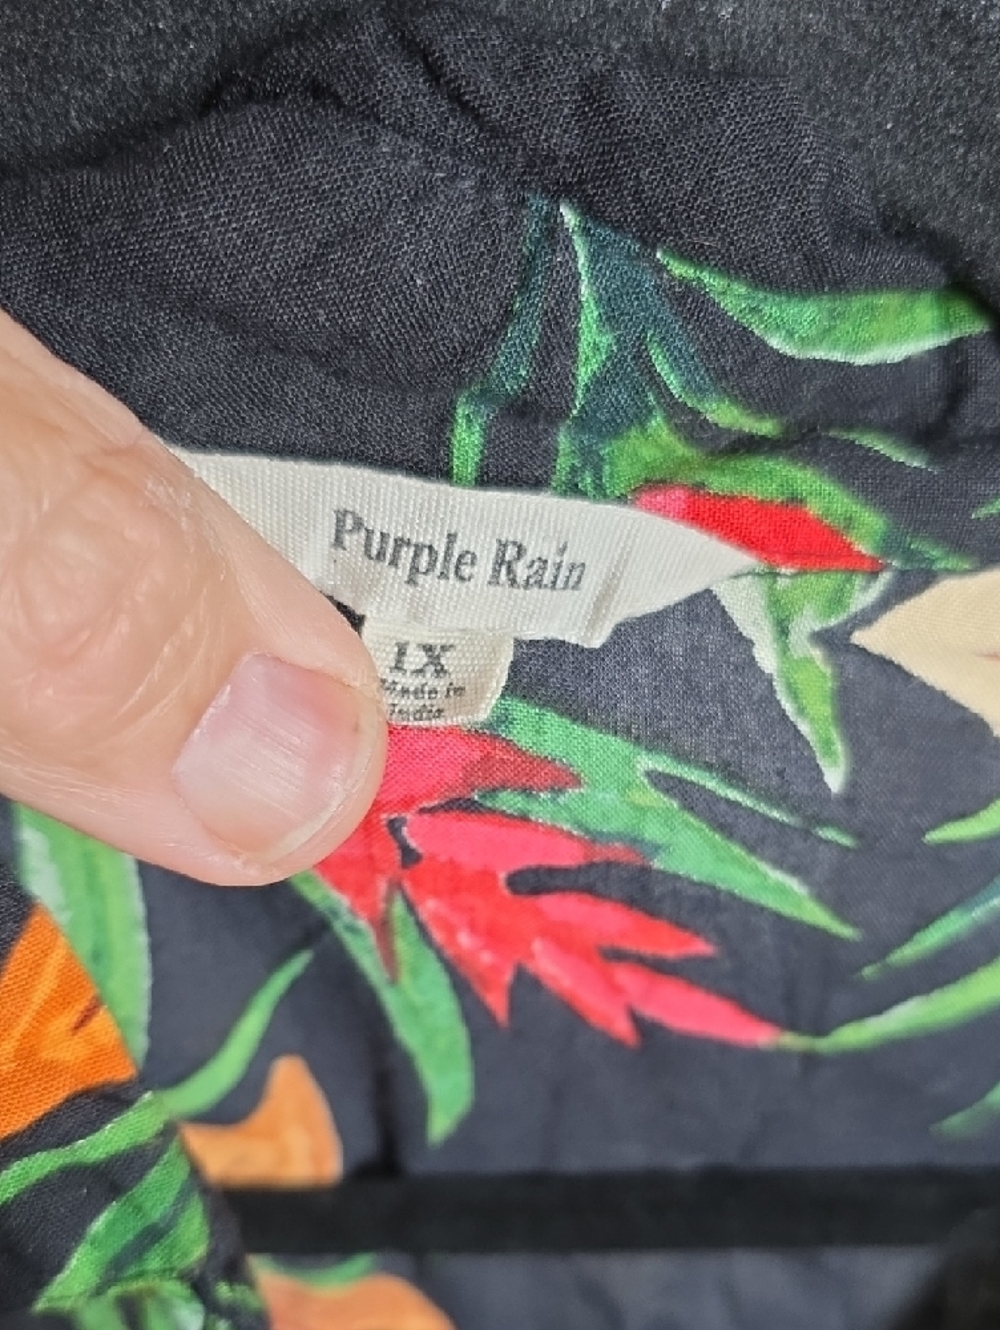 Purple Rain
1X
Made in
India